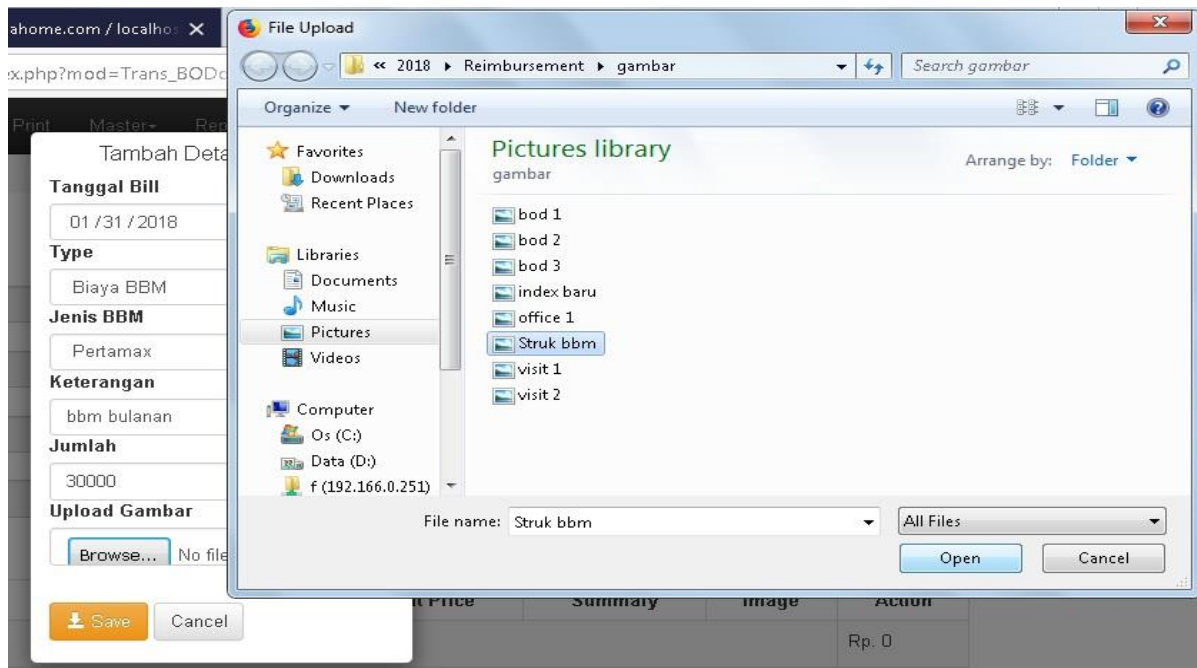 ahome.com / localhos
File Upload
ex.php?mod=Trans_BOD
« 2018 Reimbursement gambar
Search gambar
Organize
New folder
Print Master Rep
Tambah Deta
Tanggal Bill
01 / 31 / 2018
Type
Biaya BBM
Jenis BBM
Pertamax
Keterangan
bbm bulanan
Jumlah
30000
Upload Gambar
Browse... No file
Save
Cancel
Favorites
Downloads
Recent Places
Libraries
Documents
Music
Pictures
Videos
Computer
Os (C:)
Data (D:)
f (192.166.0.251)
Pictures library
gambar
Arrange by: Folder
bod 1
bod 2
bod 3
index baru
office 1
Struk bbm
visit 1
visit 2
File name: Struk bbm
All Files
Open
Cancel
Price Summary Image Action
Rp. 0